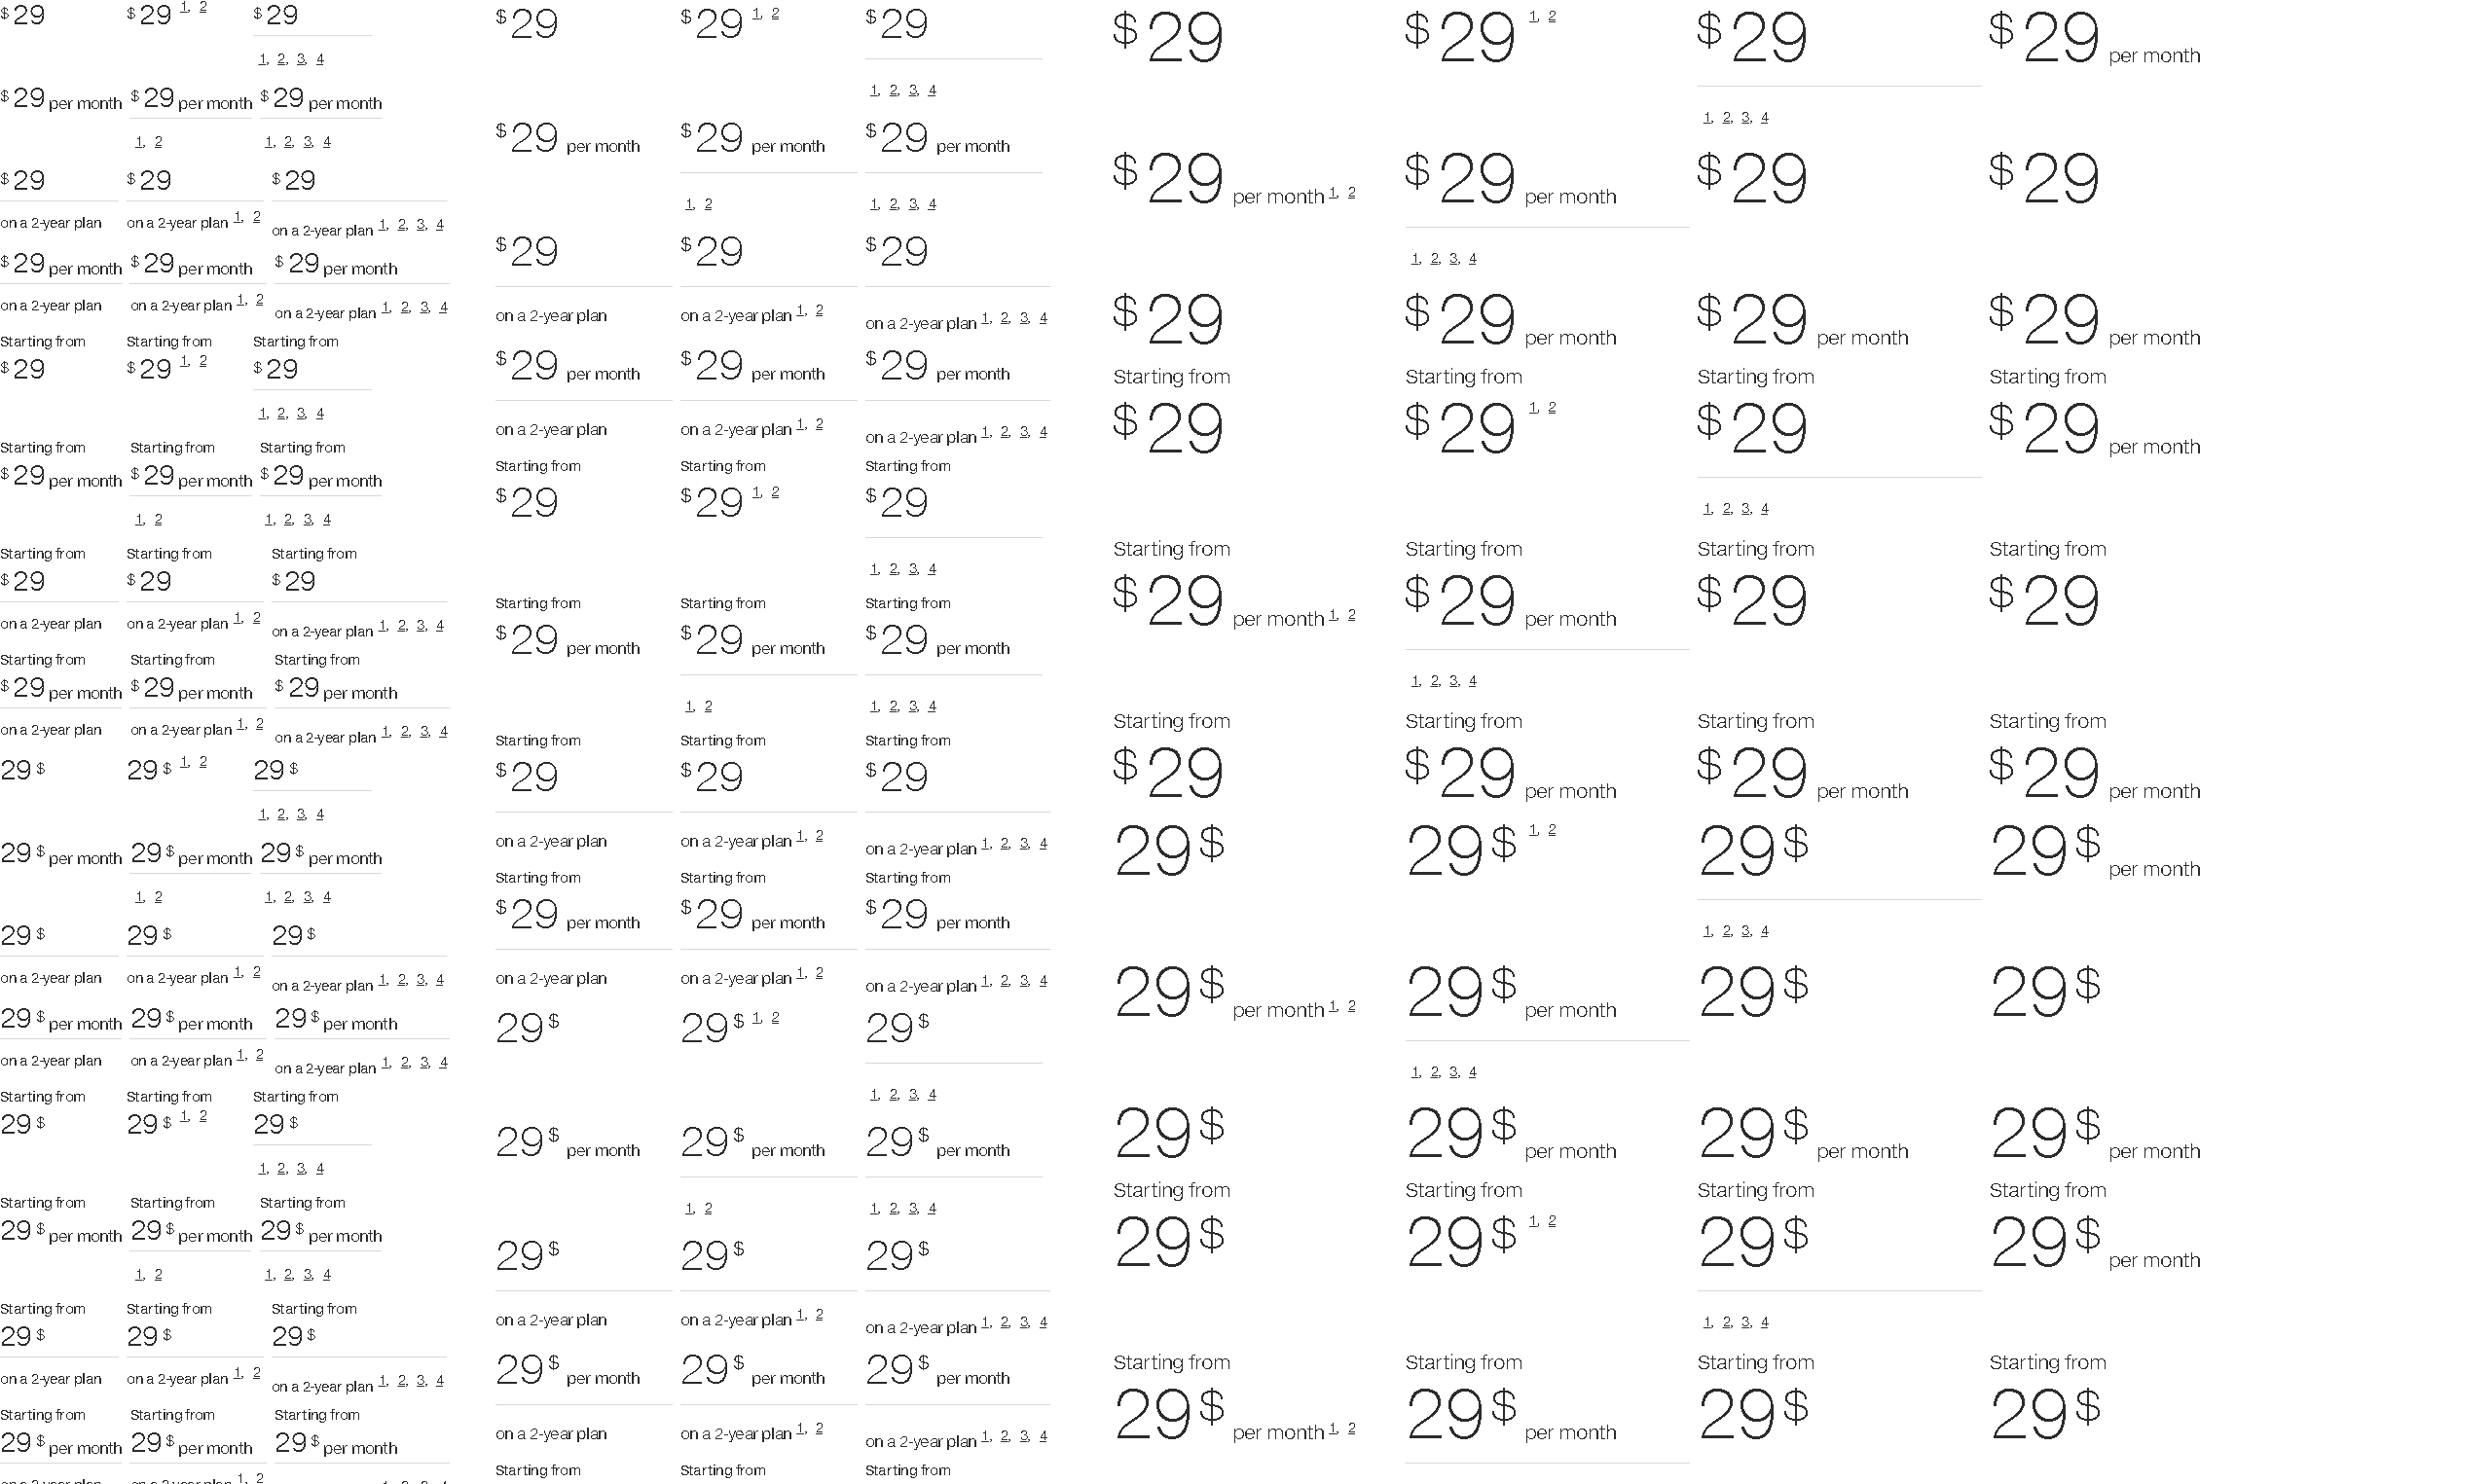 $ 29 $ 29 1, 2 $ 29
1, 2, 3, 4
$ 29 per month $ 29 per month $ 29 per month
1, 2 1, 2, 3, 4
$ 29 $ 29 $ 29
on a 2-year plan on a 2-year plan 1, 2 on a 2-year plan 1, 2, 3, 4
$ 29 per month $ 29 per month $ 29 per month
on a 2-year plan on a 2-year plan 1, 2 on a 2-year plan 1, 2, 3, 4
Starting from Starting from Starting from
$ 29 $ 29 1, 2 $ 29
1, 2, 3, 4
Starting from Starting from Starting from
$ 29 per month $ 29 per month $ 29 per month
1, 2 1, 2, 3, 4
Starting from Starting from Starting from
$ 29 $ 29 $ 29
on a 2-year plan on a 2-year plan 1, 2 on a 2-year plan 1, 2, 3, 4
Starting from Starting from Starting from
$ 29 per month $ 29 per month $ 29 per month
on a 2-year plan on a 2-year plan 1, 2 on a 2-year plan 1, 2, 3, 4
29 $ 29 $ 1, 2 29 $
1, 2, 3, 4
29 $ per month 29 $ per month 29 $ per month
1, 2 1, 2, 3, 4
29 $ 29 $ 29 $
on a 2-year plan on a 2-year plan 1, 2 on a 2-year plan 1, 2, 3, 4
29 $ per month 29 $ per month 29 $ per month
on a 2-year plan on a 2-year plan 1, 2 on a 2-year plan 1, 2, 3, 4
Starting from Starting from Starting from
29 $ 29 $ 1, 2 29 $
1, 2, 3, 4
Starting from Starting from Starting from
29 $ per month 29 $ per month 29 $ per month
1, 2 1, 2, 3, 4
Starting from Starting from Starting from
29 $ 29 $ 29 $
on a 2-year plan on a 2-year plan 1, 2 on a 2-year plan 1, 2, 3, 4
Starting from Starting from Starting from
29 $ per month 29 $ per month 29 $ per month
on a 2-year plan on a 2-year plan 1, 2
$ 29 $ 29 1, 2 $ 29
1, 2, 3, 4
$ 29 per month $ 29 per month $ 29 per month
1, 2 1, 2, 3, 4
$ 29 $ 29 $ 29
on a 2-year plan on a 2-year plan 1, 2 on a 2-year plan 1, 2, 3, 4
$ 29 per month $ 29 per month $ 29 per month
on a 2-year plan on a 2-year plan 1, 2 on a 2-year plan 1, 2, 3, 4
Starting from Starting from Starting from
$ 29 $ 29 1, 2 $ 29
1, 2, 3, 4
Starting from Starting from Starting from
$ 29 per month $ 29 per month $ 29 per month
1, 2 1, 2, 3, 4
Starting from Starting from Starting from
$ 29 $ 29 $ 29
on a 2-year plan on a 2-year plan 1, 2 on a 2-year plan 1, 2, 3, 4
Starting from Starting from Starting from
$ 29 per month $ 29 per month $ 29 per month
on a 2-year plan on a 2-year plan 1, 2 on a 2-year plan 1, 2, 3, 4
29 $ 29 $ 1, 2 29 $
1, 2, 3, 4
29 $ per month 29 $ per month 29 $ per month
1, 2 1, 2, 3, 4
29 $ 29 $ 29 $
on a 2-year plan on a 2-year plan 1, 2 on a 2-year plan 1, 2, 3, 4
29 $ per month 29 $ per month 29 $ per month
on a 2-year plan on a 2-year plan 1, 2 on a 2-year plan 1, 2, 3, 4
Starting from Starting from Starting from
$ 29 $ 29 1, 2 $ 29 $ 29 per month
1, 2, 3, 4
$ 29 per month 1, 2 $ 29 per month $ 29 $ 29
1, 2, 3, 4
$ 29 $ 29 per month $ 29 per month $ 29 per month
Starting from Starting from Starting from Starting from
$ 29 $ 29 1, 2 $ 29 $ 29 per month
1, 2, 3, 4
Starting from Starting from Starting from Starting from
$ 29 per month 1, 2 $ 29 per month $ 29 $ 29
1, 2, 3, 4
Starting from Starting from Starting from Starting from
$ 29 $ 29 per month $ 29 per month $ 29 per month
29 $ 29 $ 1, 2 29 $ 29 $ per month
1, 2, 3, 4
29 $ per month 1, 2 29 $ per month 29 $ 29 $
1, 2, 3, 4
29 $ 29 $ per month 29 $ per month 29 $ per month
Starting from Starting from Starting from Starting from
29 $ 29 $ 1, 2 29 $ 29 $ per month
1, 2, 3, 4
Starting from Starting from Starting from Starting from
29 $ per month 1, 2 29 $ per month 29 $ 29 $